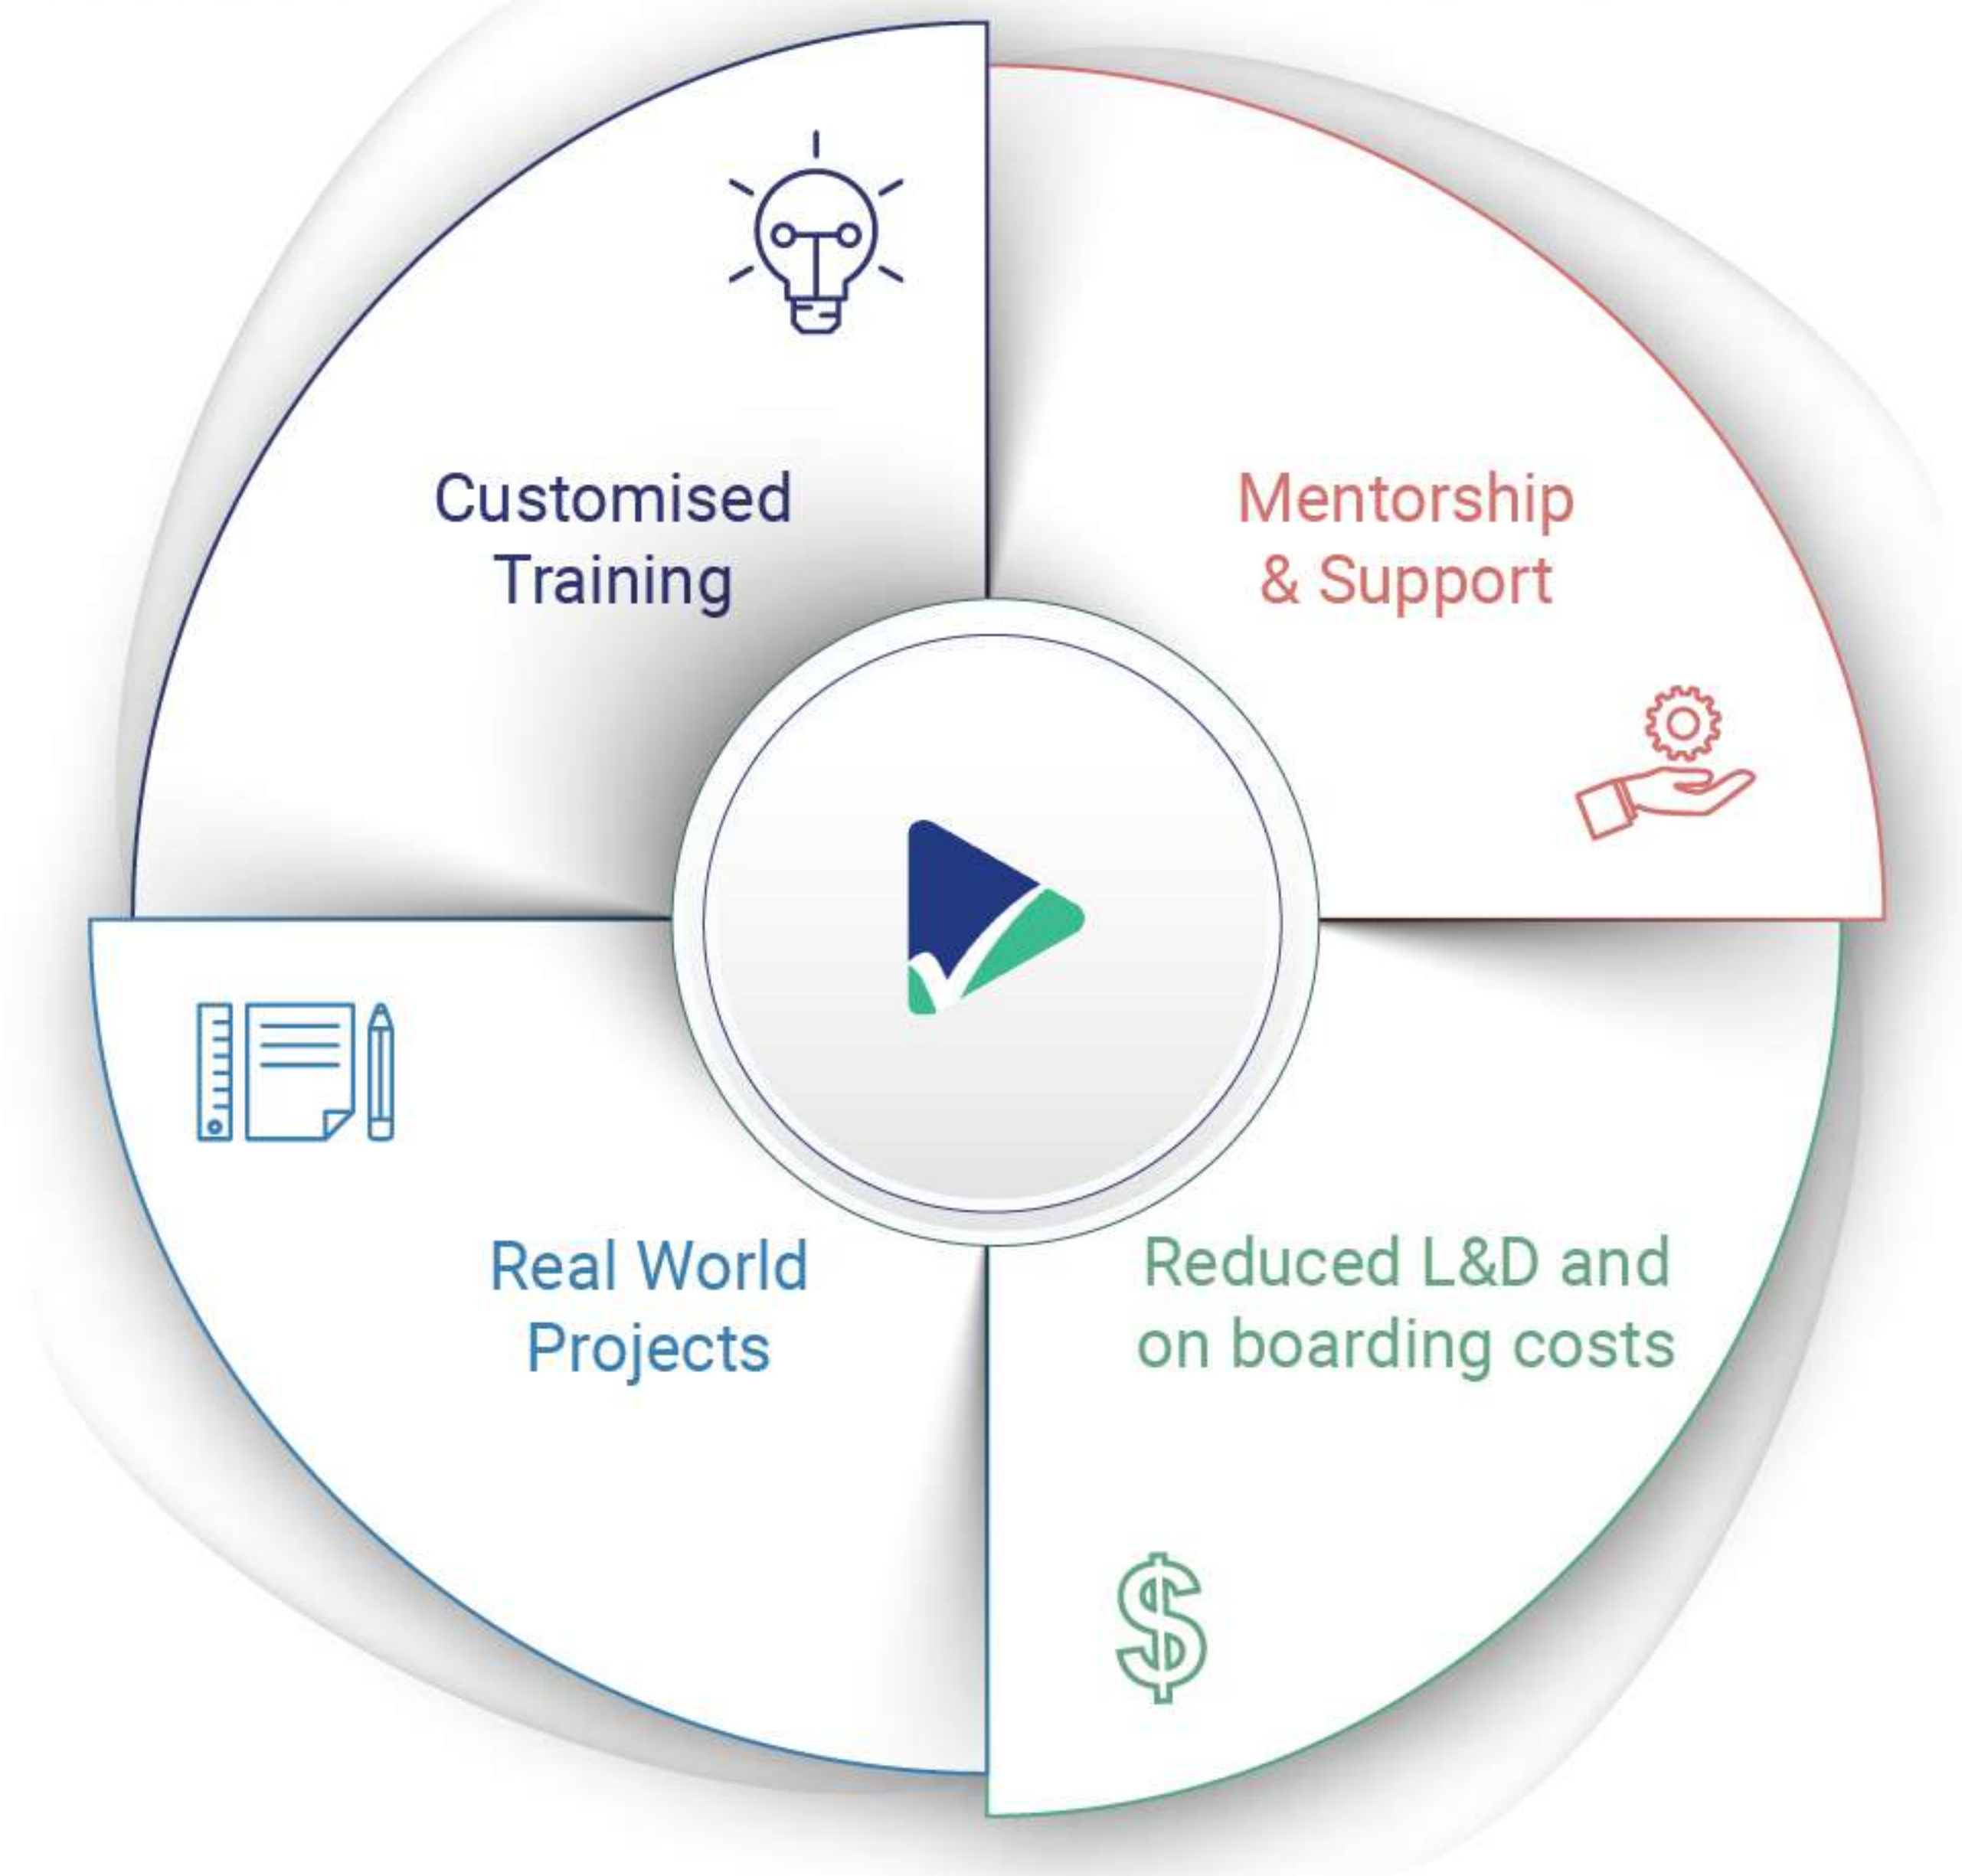 Customised
Training
Mentorship
& Support
Real World
Projects
Reduced L&D and
on boarding costs